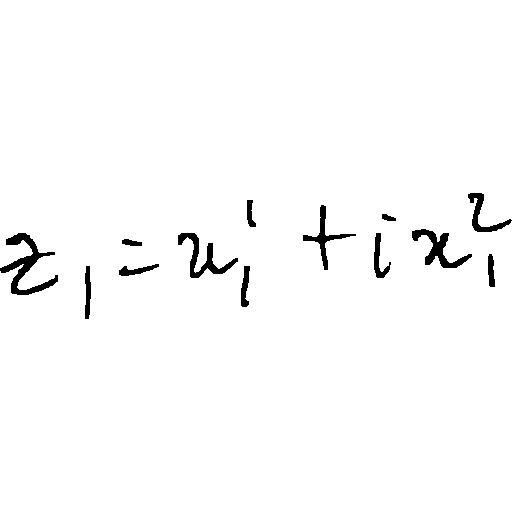 z_1 = x_1^1 + i x_1^2